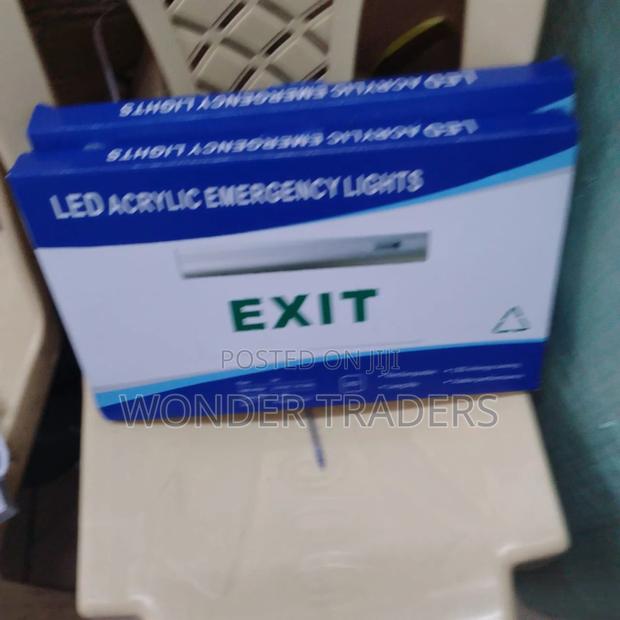 LED ACRYLIC EMERGENCY LIGHTS
LED ACRYLIC EMERGENCY LIGHTS
LED ACRYLIC EMERGENCY LIGHTS
EXIT
POSTED ON JIJI
WONDER TRADERS